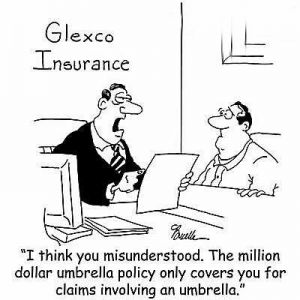 Glexco
Insurance
"I think you misunderstood. The million
dollar umbrella policy only covers you for
claims involving an umbrella."